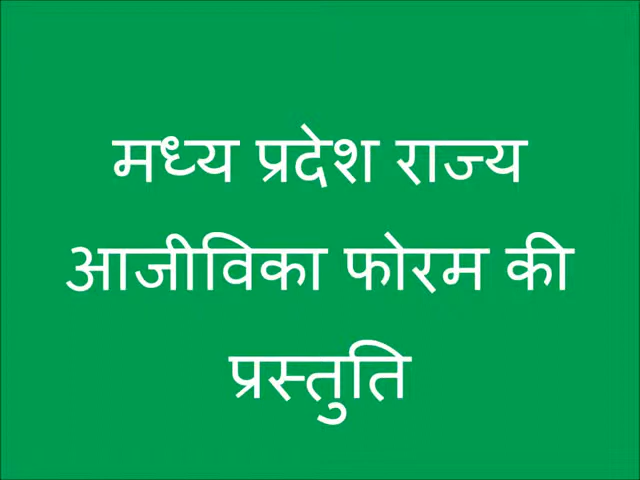 मध्य प्रदेश राज्य
आजीविका फोरम की
प्रस्तुति